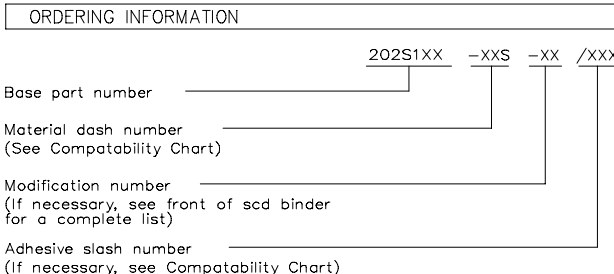 ORDERING INFORMATION
202S1XX -XXS -XX /XXX
Base part number
Material dash number
(See Compatability Chart)
Modification number
(If necessary, see front of scd binder
for a complete list)
Adhesive slash number
(If necessary, see Compatability Chart)